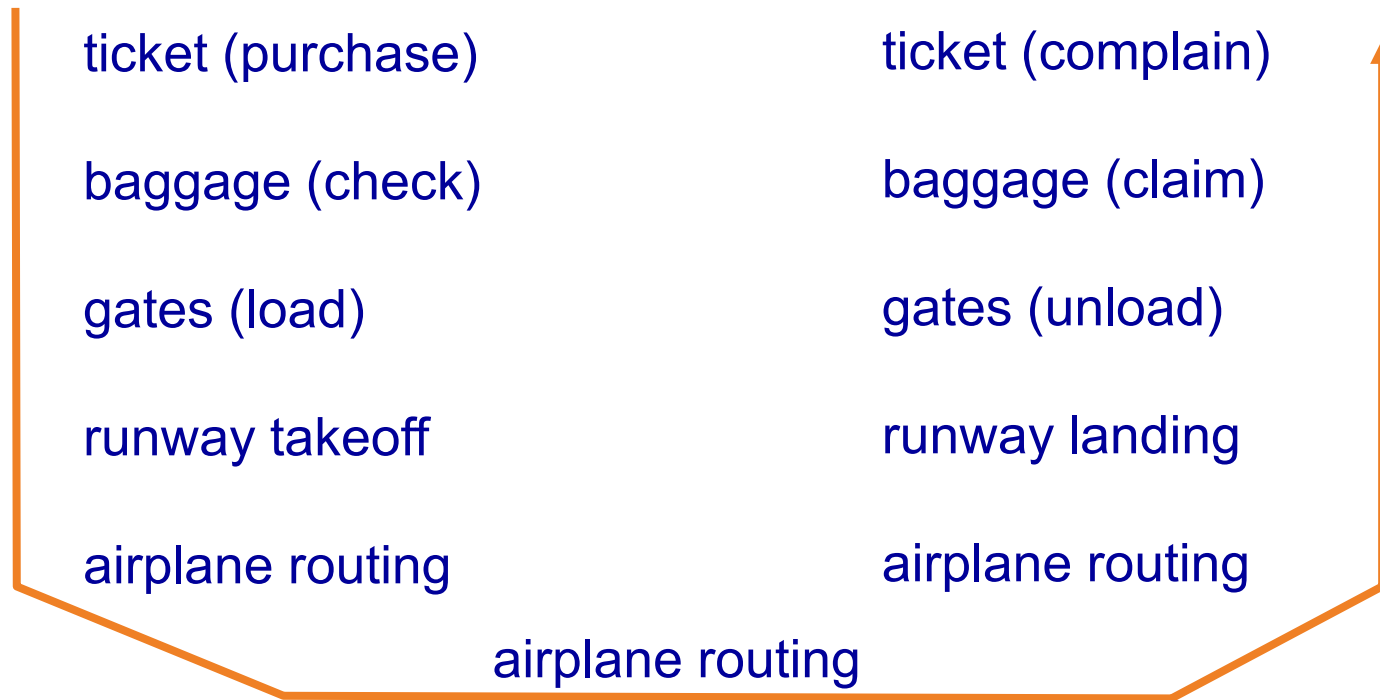 ticket (purchase)
baggage (check)
gates (load)
runway takeoff
airplane routing
ticket (complain)
baggage (claim)
gates (unload)
runway landing
airplane routing
airplane routing